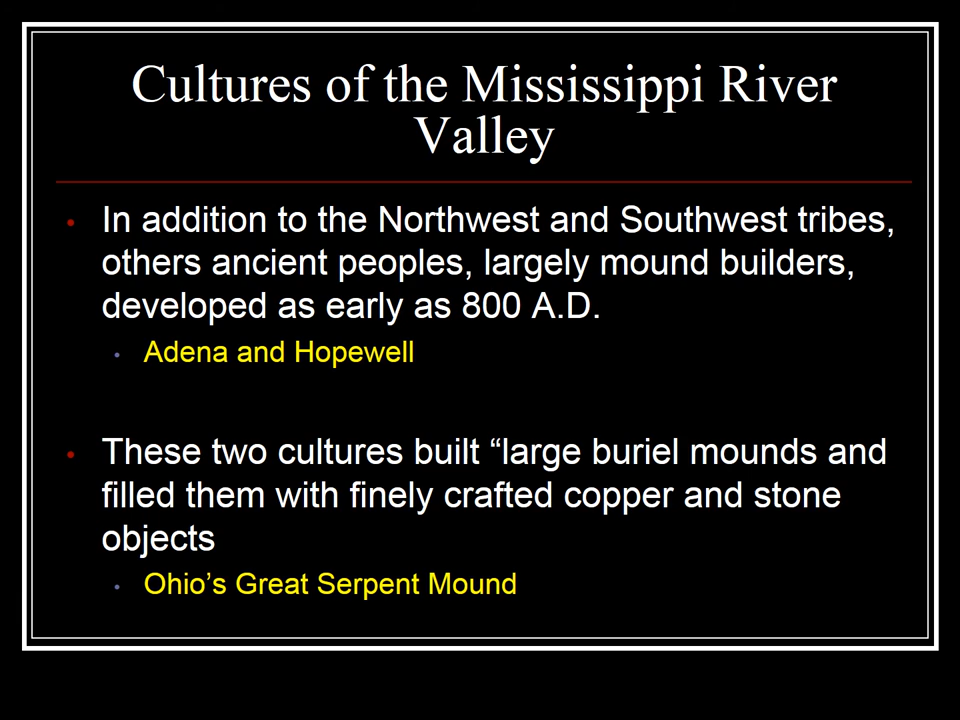 Cultures of the Mississippi River
Valley
• In addition to the Northwest and Southwest tribes,
others ancient peoples, largely mound builders,
developed as early as 800 A.D.
• Adena and Hopewell
• These two cultures built “large buriel mounds and
filled them with finely crafted copper and stone
objects
• Ohio’s Great Serpent Mound